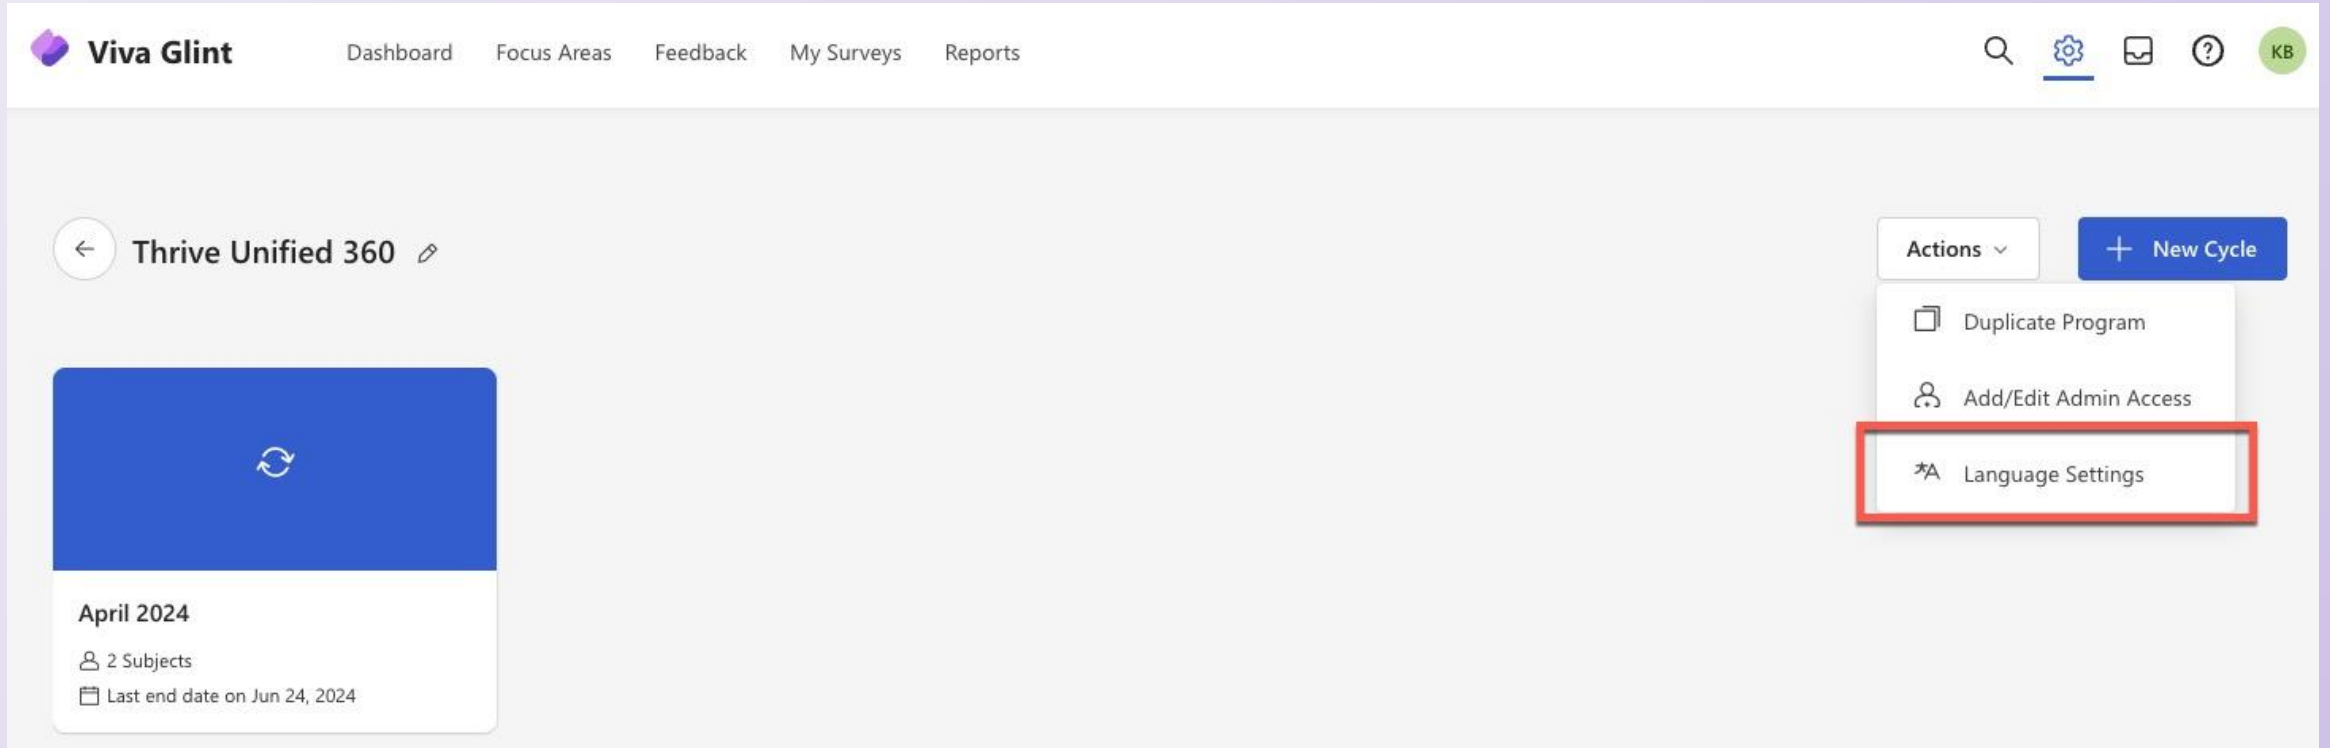 Viva Glint Dashboard Focus Areas Feedback My Surveys Reports KB
Thrive Unified 360 Actions New Cycle
Duplicate Program
Add/Edit Admin Access
Language Settings
April 2024
2 Subjects
Last end date on Jun 24, 2024